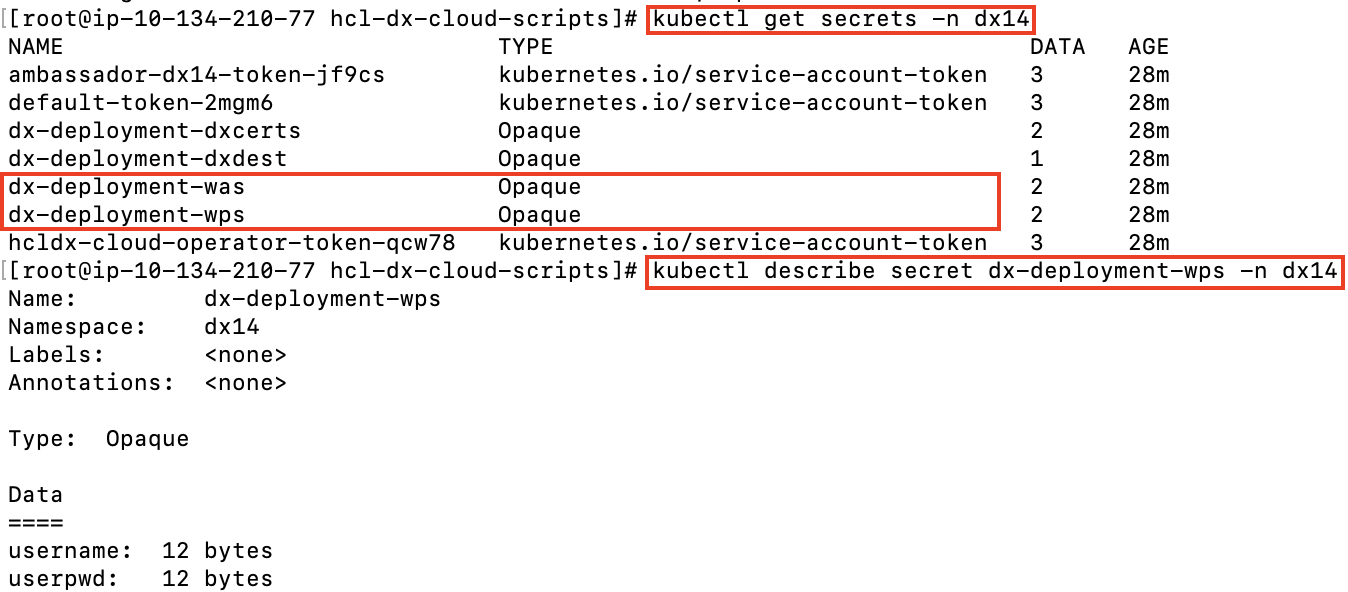 [[root@ip-10-134-210-77 hcl-dx-cloud-scripts]# kubectl get secrets -n dx14
NAME TYPE DATA AGE
ambassador-dx14-token-jf9cs kubernetes.io/service-account-token 3 28m
default-token-2mgm6 kubernetes.io/service-account-token 3 28m
dx-deployment-dxcerts Opaque 2 28m
dx-deployment-dxdest Opaque 1 28m
dx-deployment-was Opaque 2 28m
dx-deployment-wps Opaque 2 28m
hcldx-cloud-operator-token-qcw78 kubernetes.io/service-account-token 3 28m
[[root@ip-10-134-210-77 hcl-dx-cloud-scripts]# kubectl describe secret dx-deployment-wps -n dx14
Name: dx-deployment-wps
Namespace: dx14
Labels: <none>
Annotations: <none>
Type: Opaque
Data
====
username: 12 bytes
userpwd: 12 bytes